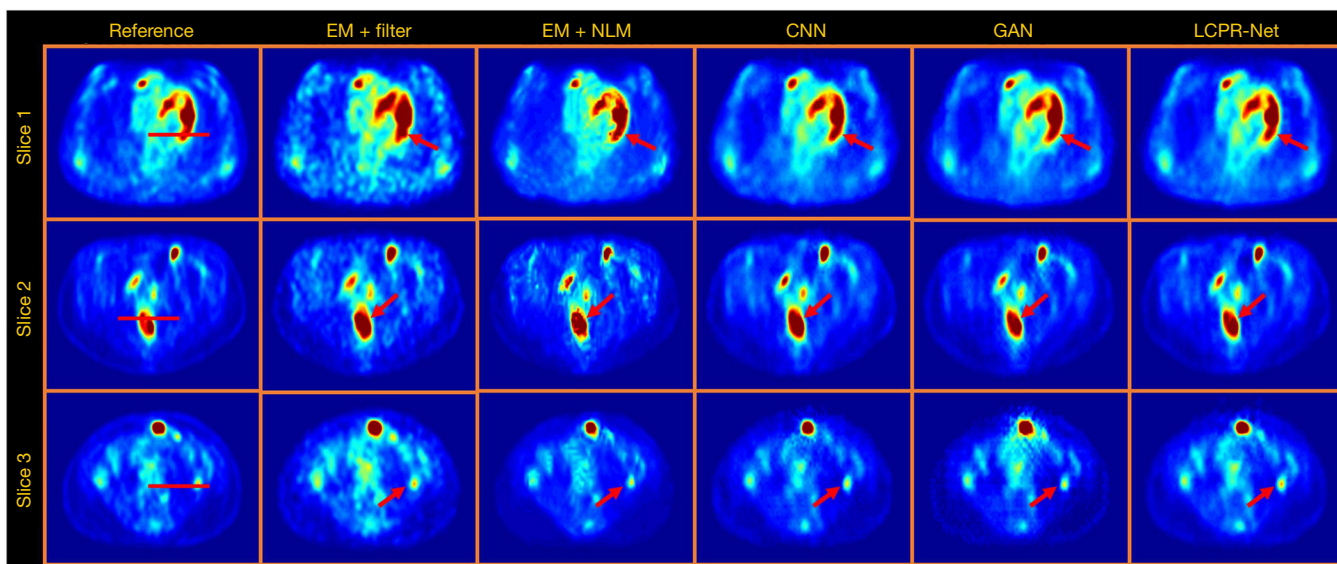 Reference EM + filter EM + NLM CNN GAN LCPR-Net
Slice 1
Slice 2
Slice 3